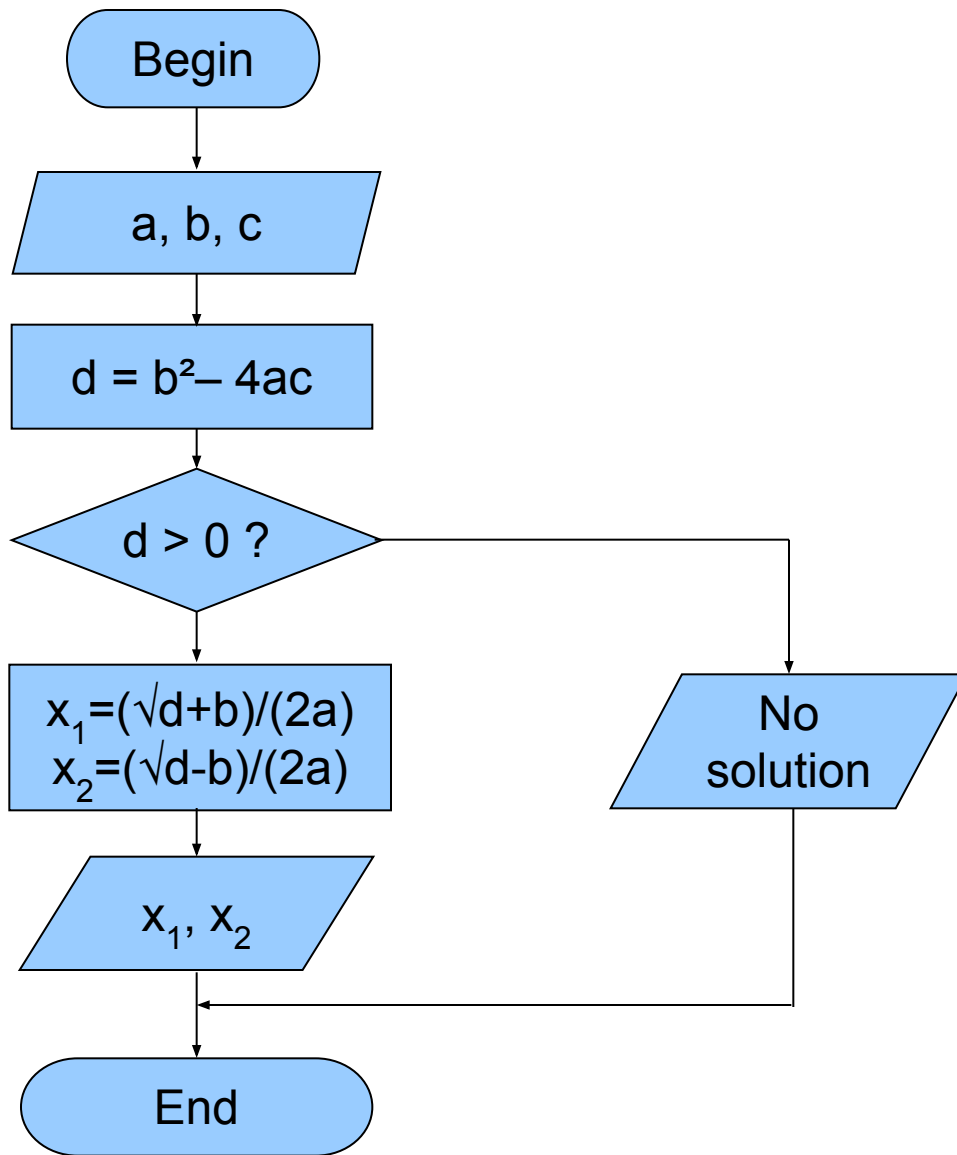 Begin
a, b, c
d = b²– 4ac
d > 0 ?
x₁=(√d+b)/(2a)
x₂=(√d-b)/(2a)
No
solution
x₁, x₂
End